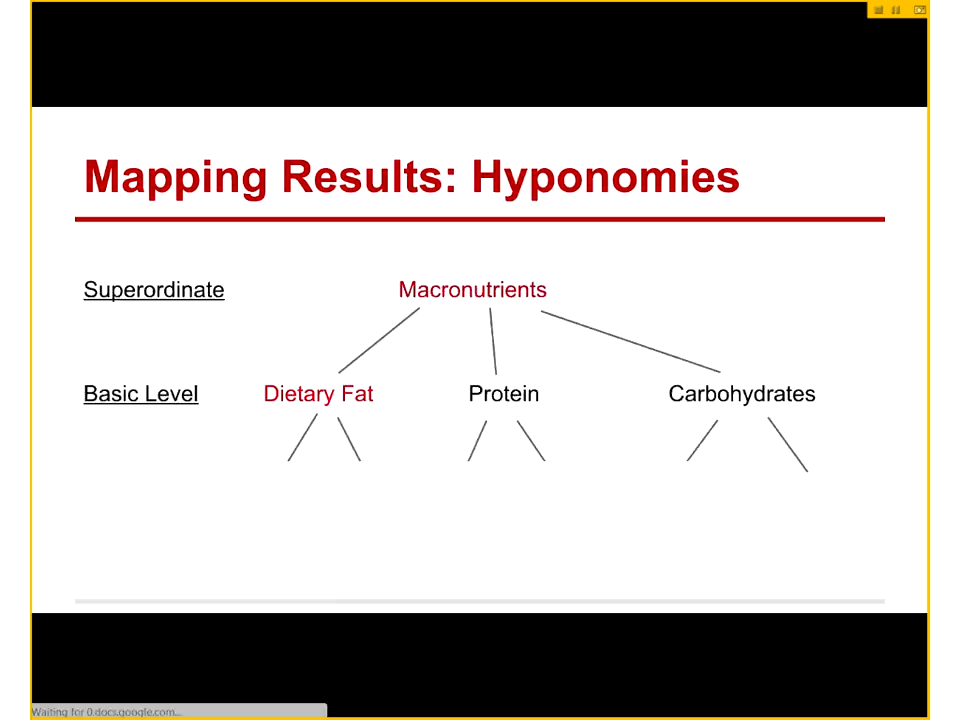 Mapping Results: Hyponomies
Superordinate Macronutrients
Basic Level Dietary Fat Protein Carbohydrates
Waiting for 0.docs.google.com...